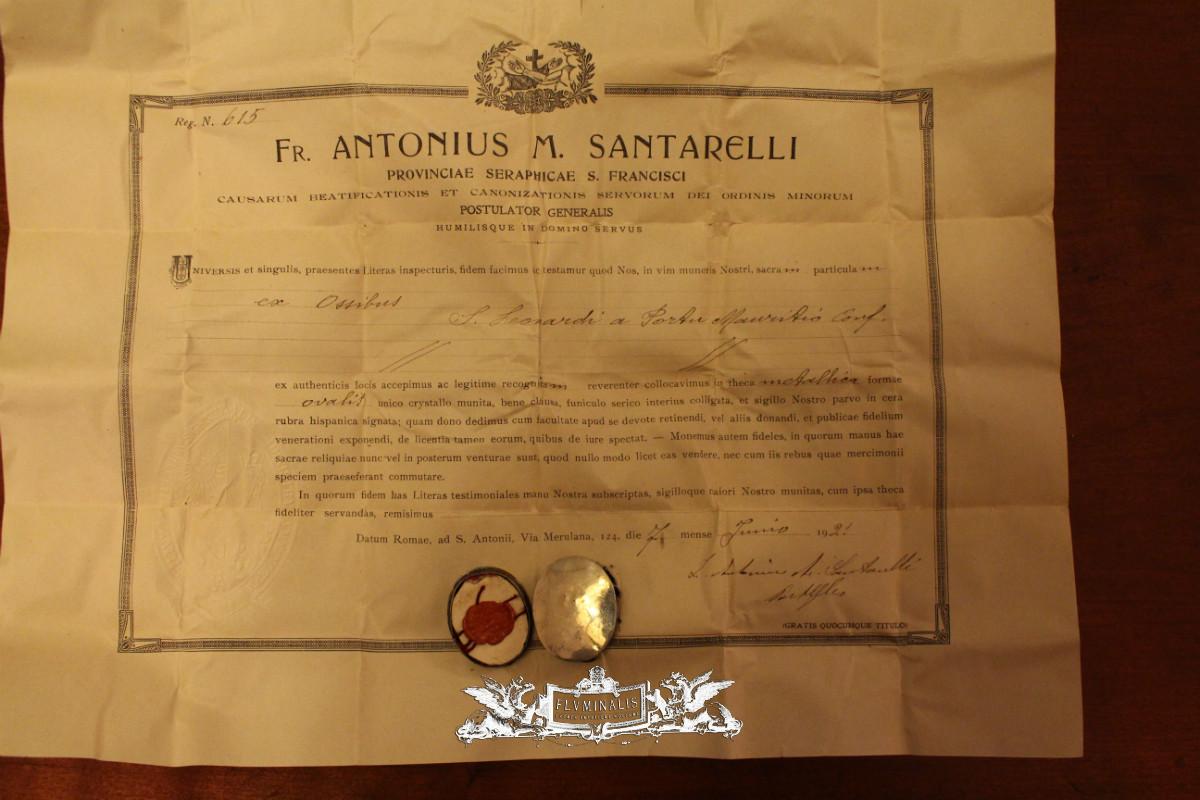 Reg. N. 615
FR. ANTONIUS M. SANTARELLI
PROVINCIAE SERAPHICAE S. FRANCISCI
CAUSARUM BEATIFICATIONIS ET CANONIZATIONIS SERVORUM DEI ORDINIS MINORUM
POSTULATOR GENERALIS
HUMILISQUE IN DOMINO SERVUS
UNIVERSIS et singulis, praesentes Literas inspecturis, fidem facimus ac testamur quod Nos, in vim muneris Nostri, sacram particulam
ex Ossibus
S. Leonardi a Portu Mauritio Conf.
ex authenticis locis accepimus ac legitime recognitam reverenter collocavimus in theca metallica formae
ovalis unico crystallo munita, bene clausa, funiculo serico interius colligata, et sigillo Nostro parvo in cera
rubra hispanica signata; quam dono dedimus cum facultate apud se devote retinendi, vel aliis donandi, et publicae fidelium
venerationi exponendi, de licentia tamen eorum, quibus de iure spectat. — Monemus autem fideles, in quorum manus hae
sacrae reliquiae nunc vel in posterum venturae sunt, quod nullo modo licet eas vendere, nec cum iis rebus quae mercimonii
speciem praeseferant commutare.
In quorum fidem has Literas testimoniales manu Nostra subscriptas, sigilloque maiori Nostro munitas, cum ipsa theca
fideliter servandas, remisimus
Datum Romae, ad S. Antonii, Via Merulana, 124, die 7 mense Junio 192
(GRATIS QUOCUMQUE TITULO)
FLVMINALIS